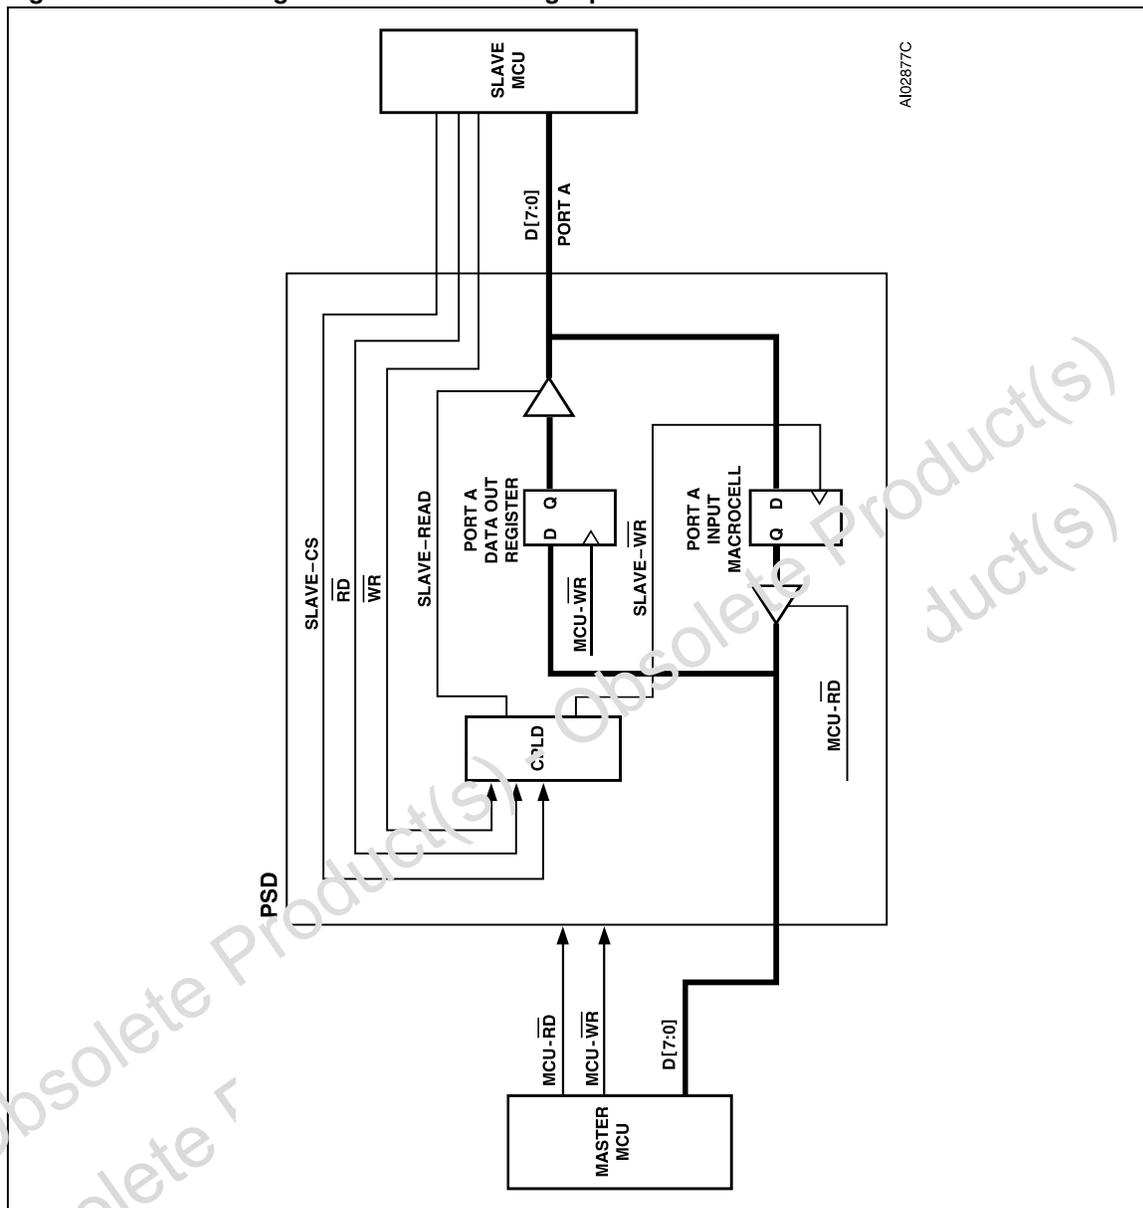 SLAVE
MCU
AI02877C
D[7:0]
PORT A
SLAVE–CS
RD
WR
SLAVE–READ
PORT A
DATA OUT
REGISTER
D Q
MCU-WR
SLAVE–WR
PORT A
INPUT
MACROCELL
Q D
MCU-RD
CPLD
PSD
MCU-RD
MCU-WR
D[7:0]
MASTER
MCU
Obsolete Product(s) - Obsolete Product(s)